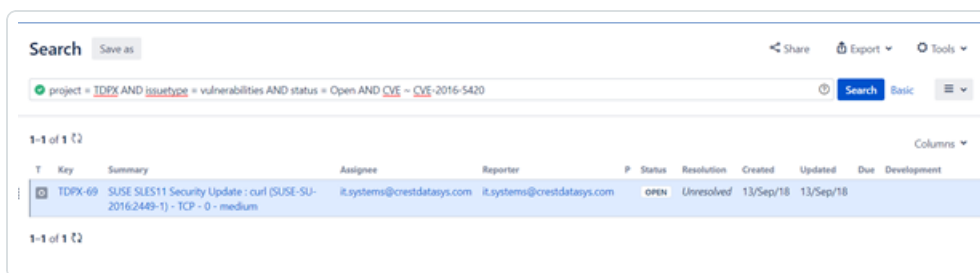 Search Save as Share Export Tools
project = TDPX AND issuetype = vulnerabilities AND status = Open AND CVE ~ CVE-2016-5420 Search Basic
1–1 of 1
Columns
T Key Summary Assignee Reporter P Status Resolution Created Updated Due Development
TDPX-69 SUSE SLES11 Security Update : curl (SUSE-SU- it.systems@crestdatasys.com it.systems@crestdatasys.com OPEN Unresolved 13/Sep/18 13/Sep/18
2016:2449-1) - TCP - 0 - medium
1–1 of 1